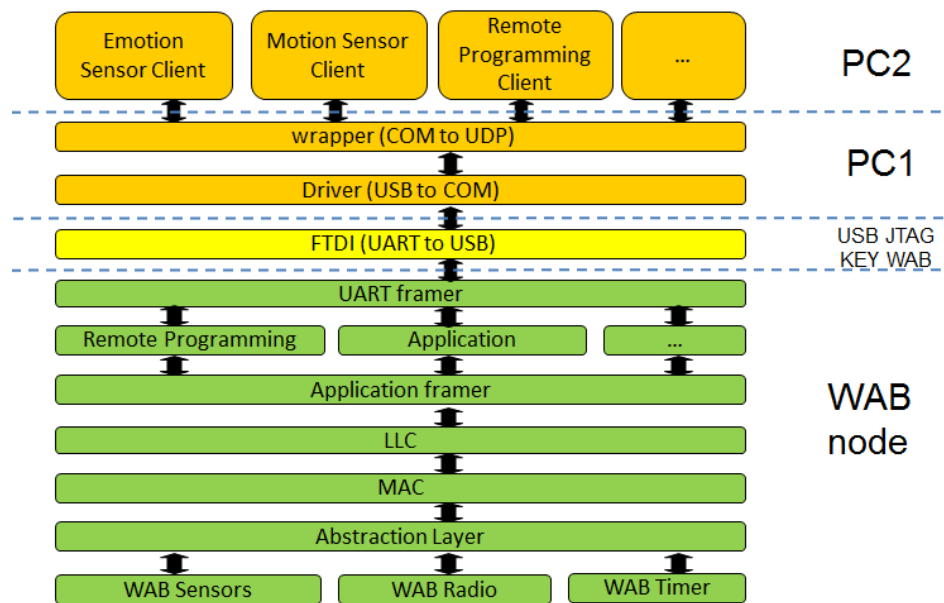 Emotion
Sensor Client
Motion Sensor
Client
Remote
Programming
Client
...
PC2
wrapper (COM to UDP)
Driver (USB to COM)
PC1
FTDI (UART to USB)
USB JTAG
KEY WAB
UART framer
Remote Programming
Application
...
Application framer
LLC
MAC
Abstraction Layer
WAB Sensors
WAB Radio
WAB Timer
WAB
node